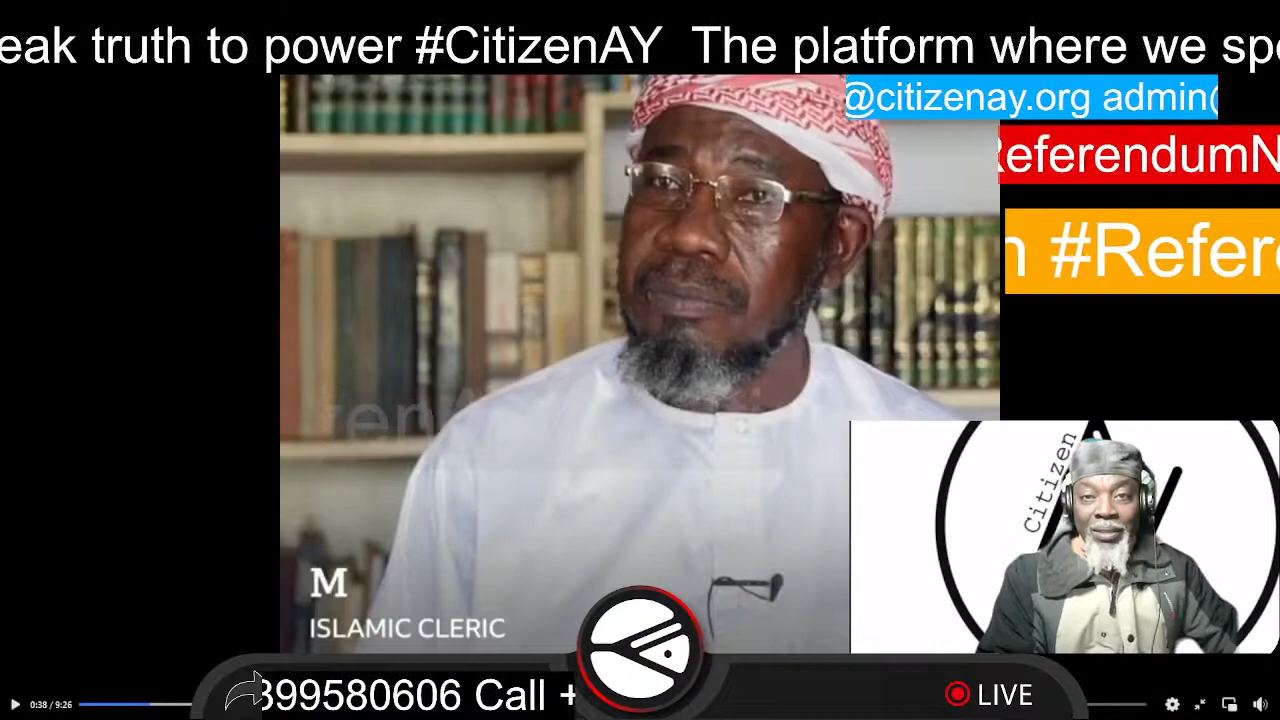 eak truth to power #CitizenAY The platform where we spe
@citizenay.org admin@
ReferendumN
n #Refere
Citizen
M
ISLAMIC CLERIC
399580606 Call +
LIVE
0:38 / 9:26